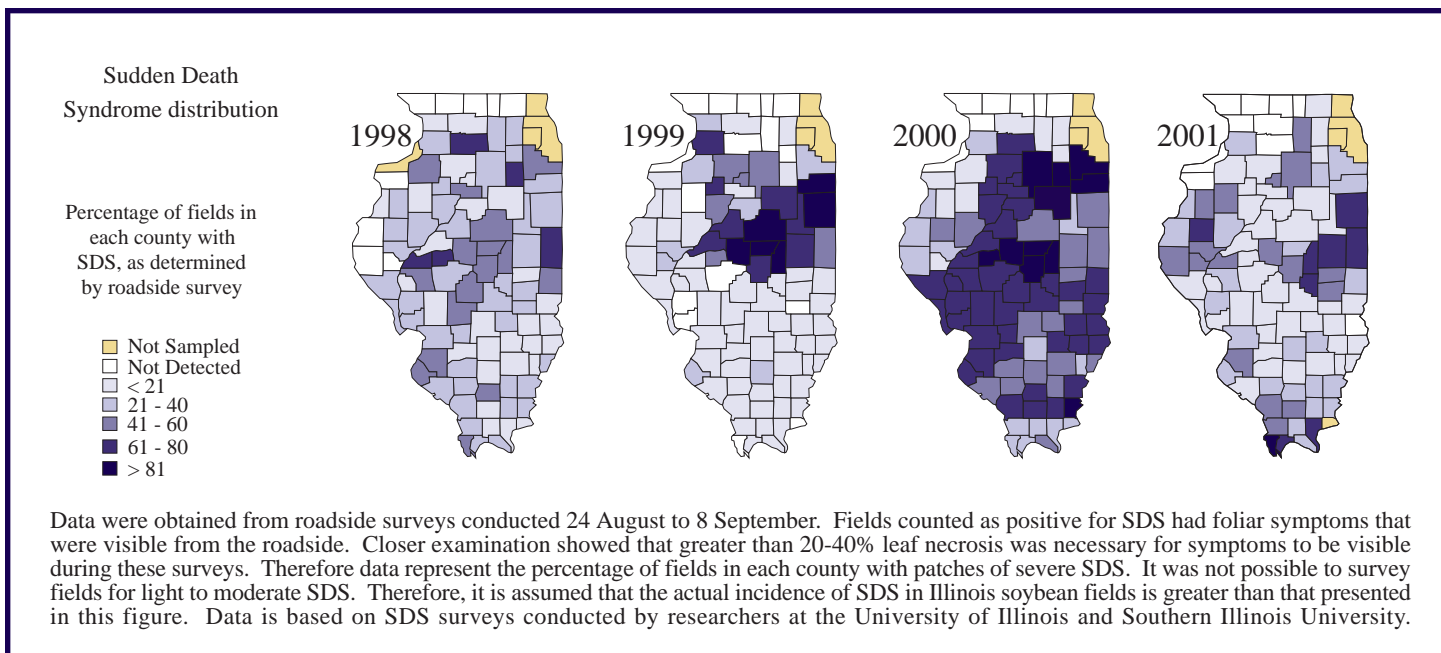 Sudden Death
Syndrome distribution
1998
1999
2000
2001
Percentage of fields in
each county with
SDS, as determined
by roadside survey
Not Sampled
Not Detected
< 21
21 - 40
41 - 60
61 - 80
> 81
Data were obtained from roadside surveys conducted 24 August to 8 September. Fields counted as positive for SDS had foliar symptoms that
were visible from the roadside. Closer examination showed that greater than 20-40% leaf necrosis was necessary for symptoms to be visible
during these surveys. Therefore data represent the percentage of fields in each county with patches of severe SDS. It was not possible to survey
fields for light to moderate SDS. Therefore, it is assumed that the actual incidence of SDS in Illinois soybean fields is greater than that presented
in this figure. Data is based on SDS surveys conducted by researchers at the University of Illinois and Southern Illinois University.